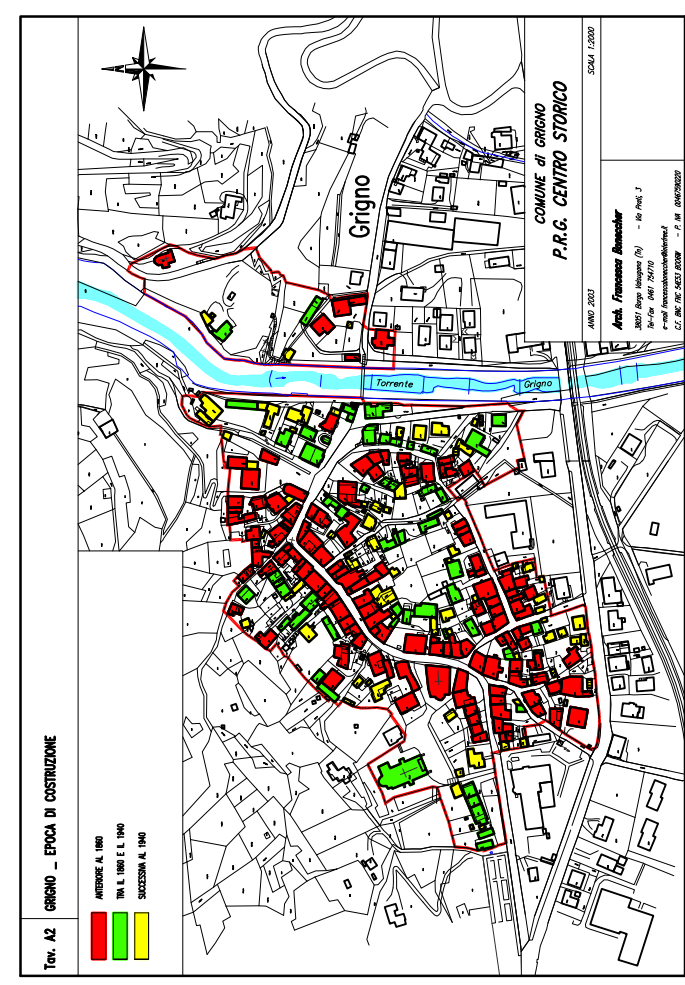 Tav. A2 GRIGNO _ EPOCA DI COSTRUZIONE
ANTERIORE AL 1860
TRA IL 1860 E IL 1940
SUCCESSIVA AL 1940
N
Grigno
Torrente Grigno
COMUNE di GRIGNO
P.R.G. CENTRO STORICO
ANNO 2003 SCALA 1:2000
Arch. Francesca Bonecher
38051 Borgo Valsugana (Tn) - Via Prati, 3
Tel-Fax 0461 754710